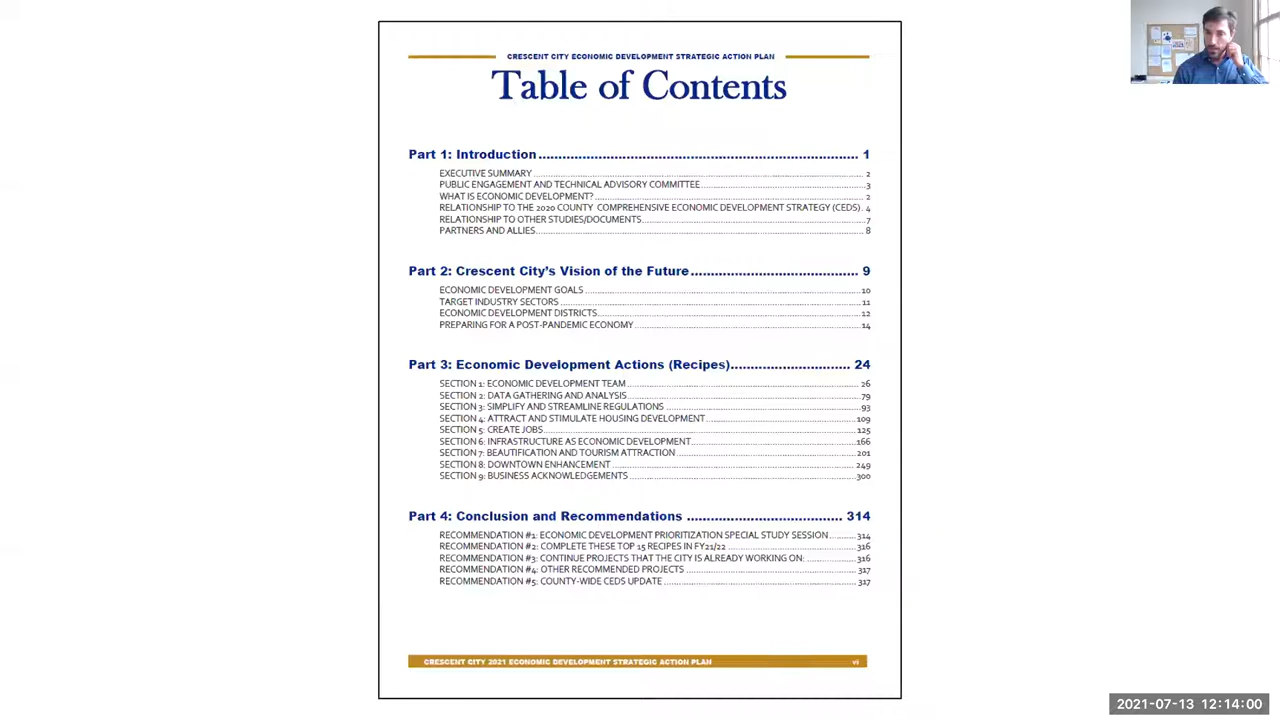 CRESCENT CITY ECONOMIC DEVELOPMENT STRATEGIC ACTION PLAN
Table of Contents
Part 1: Introduction................................................................................ 1
EXECUTIVE SUMMARY ................................................................ 2
PUBLIC ENGAGEMENT AND TECHNICAL ADVISORY COMMITTEE................................ 3
WHAT IS ECONOMIC DEVELOPMENT? ................................................ 2
RELATIONSHIP TO THE 2020 COUNTY COMPREHENSIVE ECONOMIC DEVELOPMENT STRATEGY (CEDS). 4
RELATIONSHIP TO OTHER STUDIES/DOCUMENTS................................ 7
PARTNERS AND ALLIES................................................................ 8
Part 2: Crescent City's Vision of the Future.......................................... 9
ECONOMIC DEVELOPMENT GOALS ................................................ 10
TARGET INDUSTRY SECTORS ................................................ 11
ECONOMIC DEVELOPMENT DISTRICTS................................................ 12
PREPARING FOR A POST-PANDEMIC ECONOMY ................................ 14
Part 3: Economic Development Actions (Recipes)............................. 24
SECTION 1: ECONOMIC DEVELOPMENT TEAM ................................ 26
SECTION 2: DATA GATHERING AND ANALYSIS................................ 79
SECTION 3: SIMPLIFY AND STREAMLINE REGULATIONS ................................ 93
SECTION 4: ATTRACT AND STIMULATE HOUSING DEVELOPMENT................................ 109
SECTION 5: CREATE JOBS................................................................ 125
SECTION 6: INFRASTRUCTURE AS ECONOMIC DEVELOPMENT................................ 166
SECTION 7: BEAUTIFICATION AND TOURISM ATTRACTION ................................ 201
SECTION 8: DOWNTOWN ENHANCEMENT ................................ 249
SECTION 9: BUSINESS ACKNOWLEDGEMENTS ................................ 300
Part 4: Conclusion and Recommendations ....................................... 314
RECOMMENDATION #1: ECONOMIC DEVELOPMENT PRIORITIZATION SPECIAL STUDY SESSION .......... 314
RECOMMENDATION #2: COMPLETE THESE TOP 15 RECIPES IN FY21/22 ................................ 316
RECOMMENDATION #3: CONTINUE PROJECTS THAT THE CITY IS ALREADY WORKING ON: ................ 316
RECOMMENDATION #4: OTHER RECOMMENDED PROJECTS ................................ 317
RECOMMENDATION #5: COUNTY-WIDE CEDS UPDATE ................................ 317
CRESCENT CITY 2021 ECONOMIC DEVELOPMENT STRATEGIC ACTION PLAN vi
2021-07-13 12:14:00